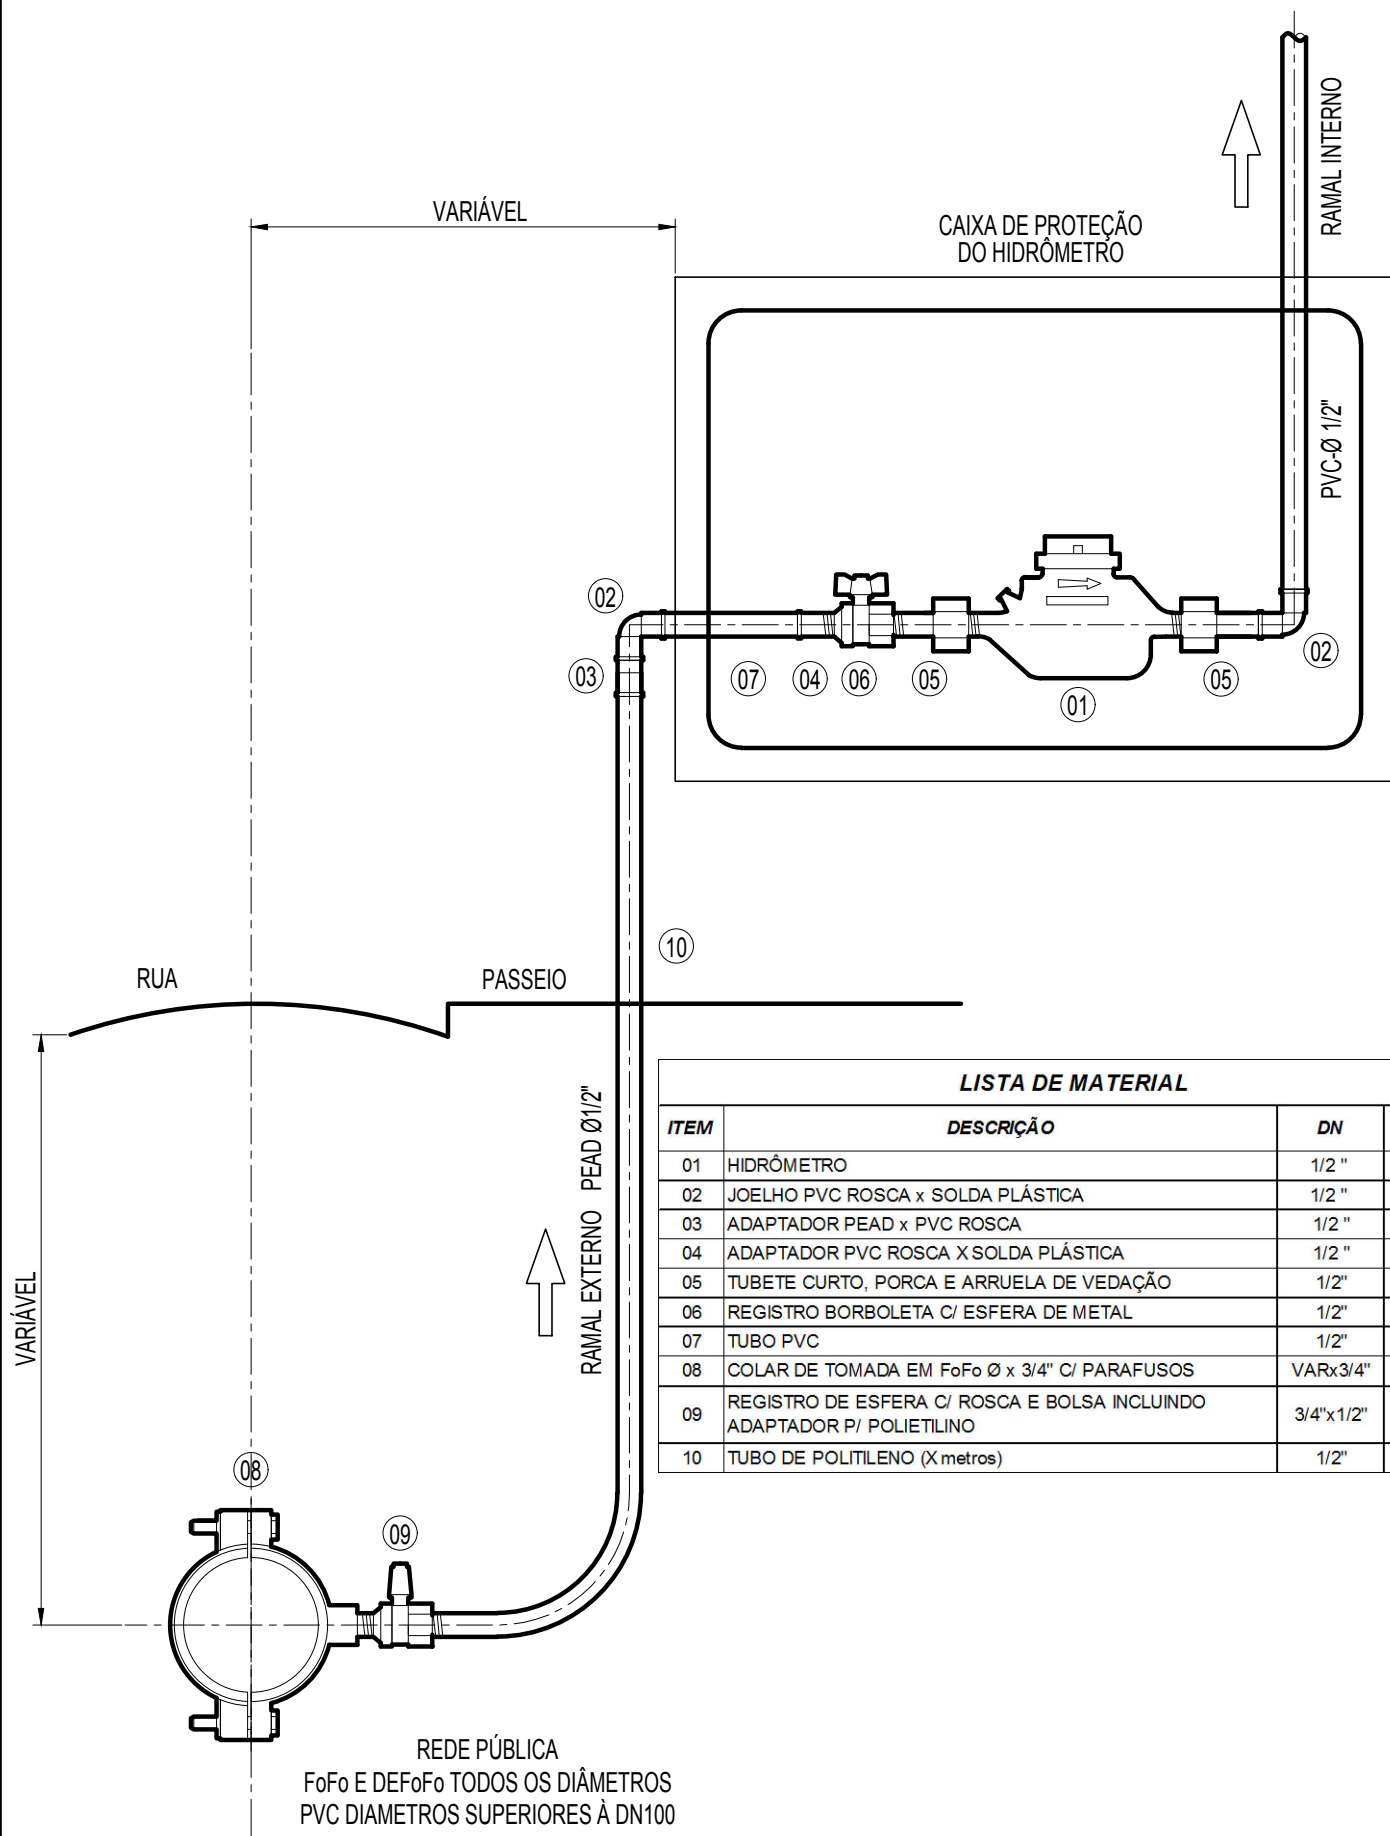 RAMAL INTERNO
VARIÁVEL
CAIXA DE PROTEÇÃO
DO HIDRÔMETRO
PVC-Ø 1/2"
02
03
07
04
06
05
01
05
02
10
RUA
PASSEIO
VARIÁVEL
RAMAL EXTERNO PEAD Ø1/2"
LISTA DE MATERIAL
ITEM DESCRIÇÃO DN
01 HIDRÔMETRO 1/2 "
02 JOELHO PVC ROSCA x SOLDA PLÁSTICA 1/2 "
03 ADAPTADOR PEAD x PVC ROSCA 1/2 "
04 ADAPTADOR PVC ROSCA X SOLDA PLÁSTICA 1/2 "
05 TUBETE CURTO, PORCA E ARRUELA DE VEDAÇÃO 1/2"
06 REGISTRO BORBOLETA C/ ESFERA DE METAL 1/2"
07 TUBO PVC 1/2"
08 COLAR DE TOMADA EM FoFo Ø x 3/4" C/ PARAFUSOS VARx3/4"
09 REGISTRO DE ESFERA C/ ROSCA E BOLSA INCLUINDO
ADAPTADOR P/ POLIETILINO 3/4"x1/2"
10 TUBO DE POLITILENO (X metros) 1/2"
08
09
REDE PÚBLICA
FoFo E DEFoFo TODOS OS DIÂMETROS
PVC DIAMETROS SUPERIORES À DN100